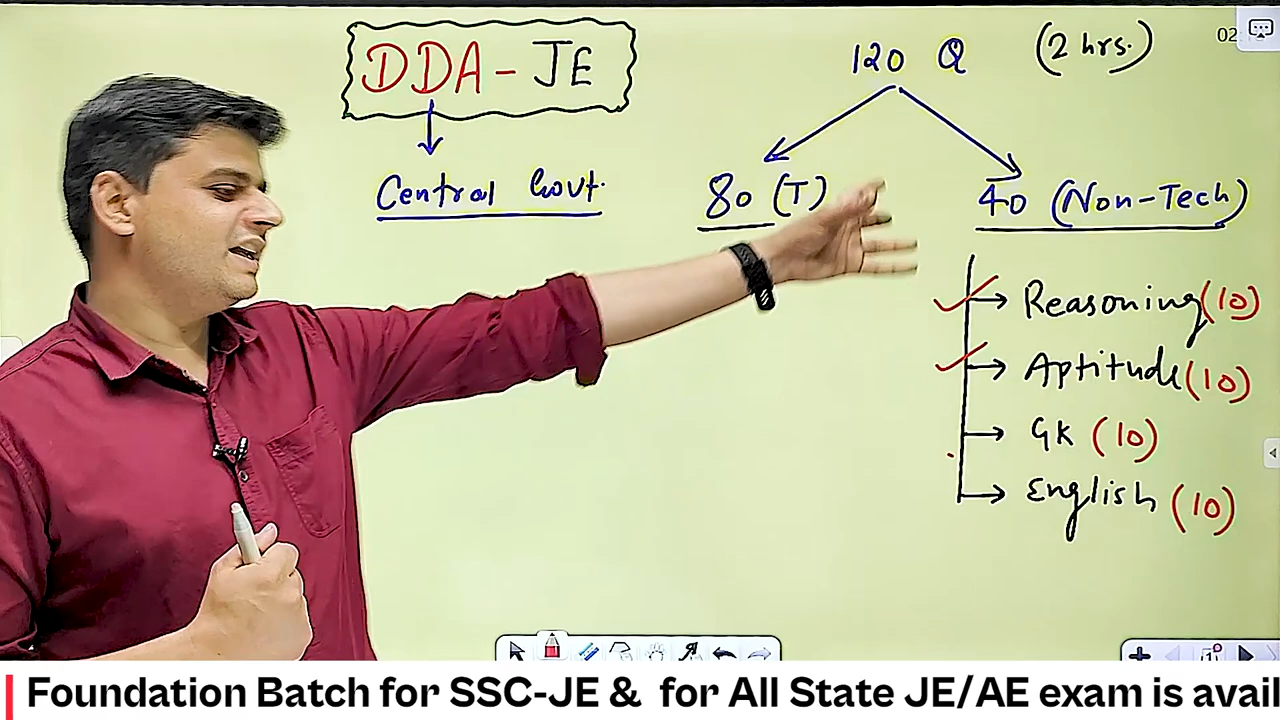 DDA - JE
Central Govt.
120 Q (2 hrs.)
80 (T)
40 (Non-Tech)
Reasoning (10)
Aptitude (10)
GK (10)
English (10)
Foundation Batch for SSC-JE & for All State JE/AE exam is avail